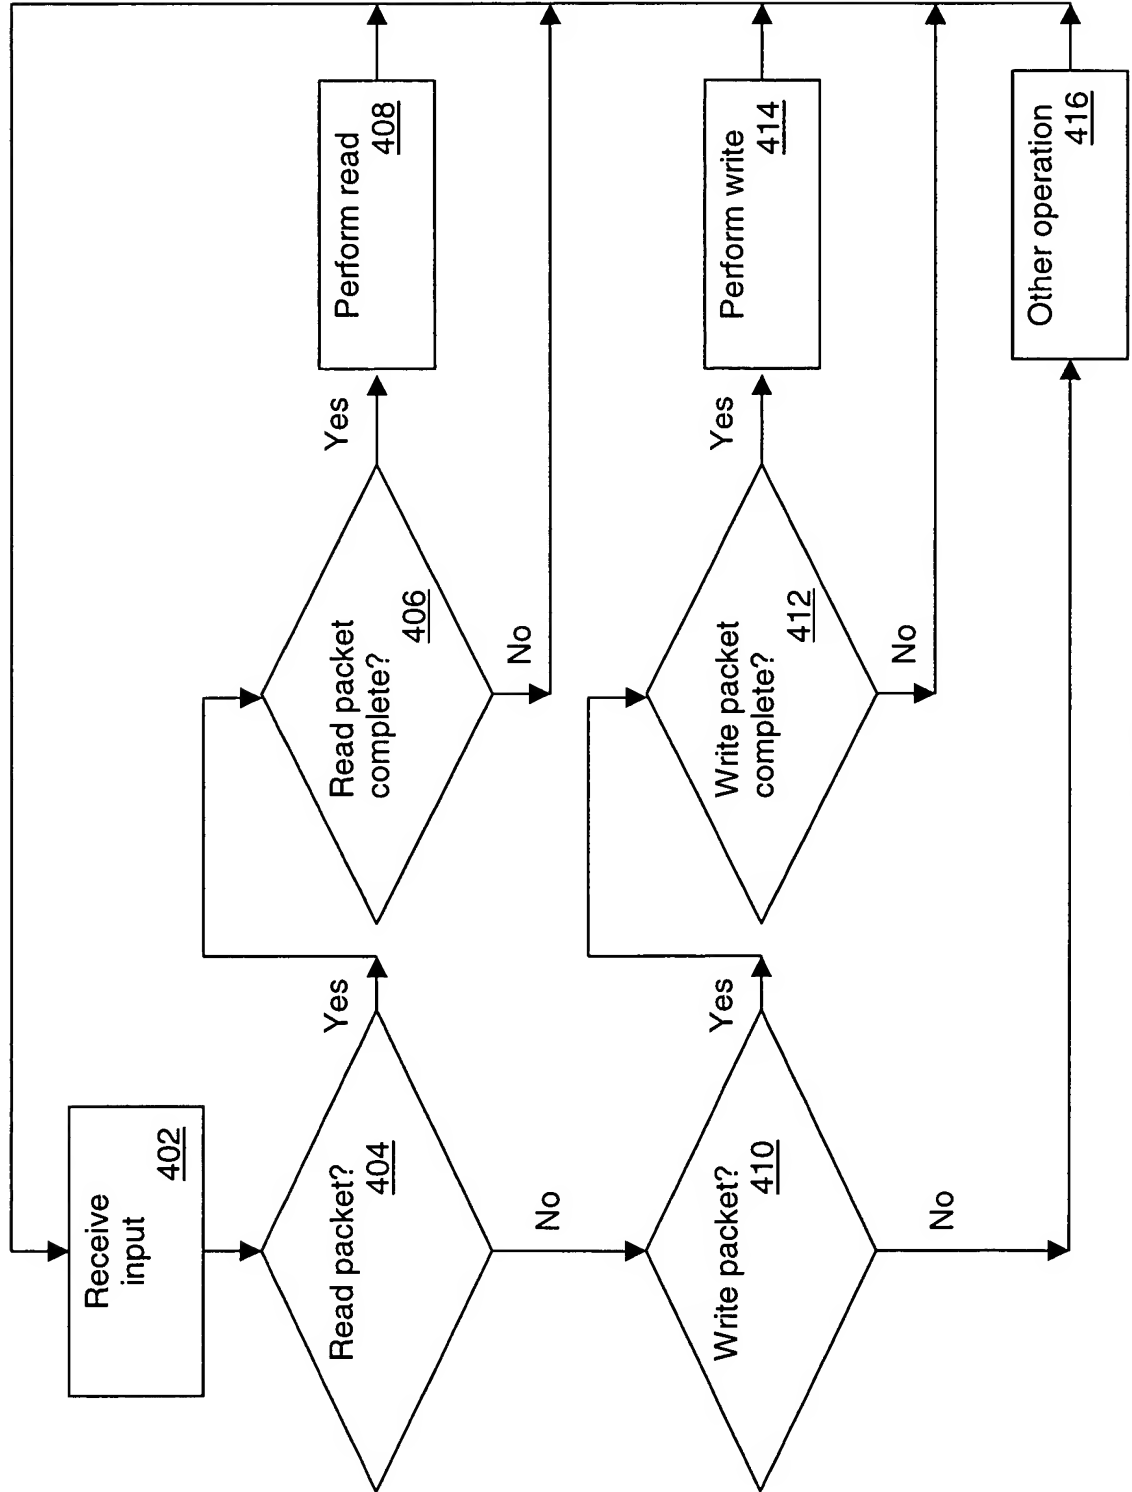 Receive
input
402
Read packet?
404
Yes
No
Read packet
complete?
406
Yes
No
Perform read
408
Write packet?
410
Yes
No
Write packet
complete?
412
Yes
No
Perform write
414
Other operation
416